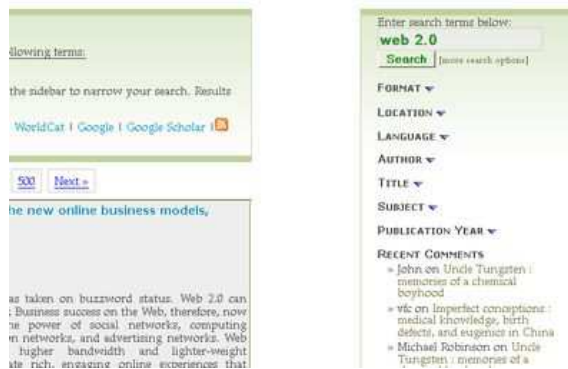 llowing terms:
the sidebar to narrow your search. Results
WorldCat | Google | Google Scholar |
500 Next »
he new online business models,
as taken on buzzword status. Web 2.0 can
Business success on the Web, therefore, now
e power of social networks, computing
n networks, and advertising networks. Web
higher bandwidth and lighter-weight
ate rich, engaging online experiences that
Enter search terms below:
web 2.0
Search [more search options]
FORMAT
LOCATION
LANGUAGE
AUTHOR
TITLE
SUBJECT
PUBLICATION YEAR
RECENT COMMENTS
» John on Uncle Tungsten :
memories of a chemical
boyhood
» vfc on Imperfect conceptions :
medical knowledge, birth
defects, and eugenics in China
» Michael Robinson on Uncle
Tungsten : memories of a